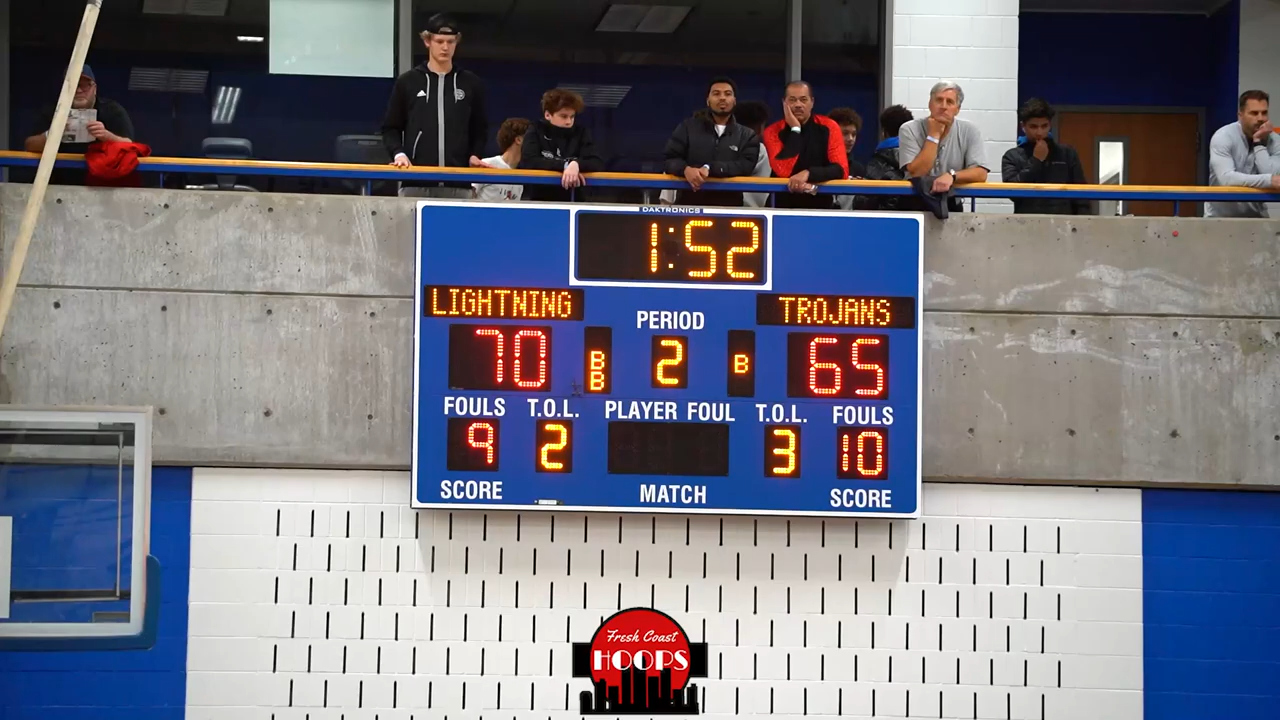 DAKTRONICS
1:52
LIGHTNING
TROJANS
PERIOD
70
B
B
2
B
65
FOULS
T.O.L.
PLAYER FOUL
T.O.L.
FOULS
9
2
3
10
SCORE
MATCH
SCORE
Fresh Coast
HOOPS